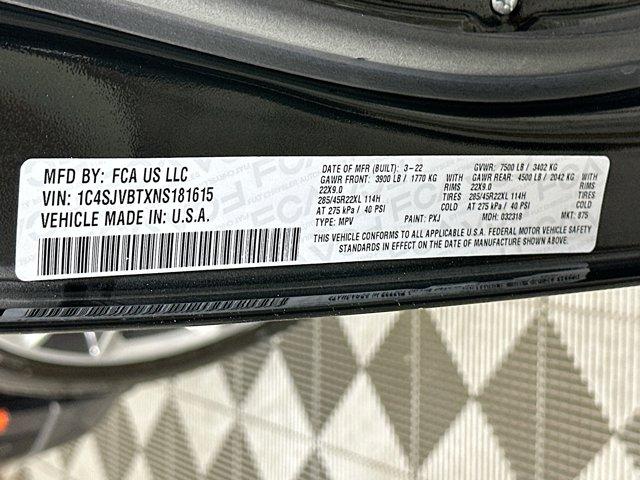 MFD BY: FCA US LLC
VIN: 1C4SJVBTXNS181615
VEHICLE MADE IN: U.S.A.
DATE OF MFR (BUILT): 3-22 GVWR: 7500 LB / 3402 KG
GAWR FRONT: 3900 LB / 1770 KG WITH GAWR REAR: 4500 LB / 2042 KG WITH
22X9.0 RIMS 22X9.0 RIMS
285/45R22XL 114H TIRES 285/45R22XL 114H TIRES
AT 275 kPa / 40 PSI AT 275 kPa / 40 PSI
TYPE: MPV PAINT: PXJ MDH: 032318 MKT: 875
THIS VEHICLE CONFORMS TO ALL APPLICABLE U.S.A. FEDERAL MOTOR VEHICLE SAFETY
STANDARDS IN EFFECT ON THE DATE OF MANUFACTURE SHOWN ABOVE.